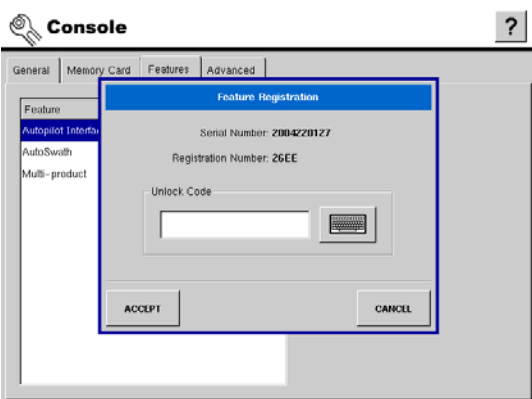 Console
?
General Memory Card Features Advanced
Feature Registration
Feature
Serial Number: 2004220127
Autopilot Interfac
AutoSwath
Registration Number: 26EE
Multi-product
Unlock Code
ACCEPT
CANCEL